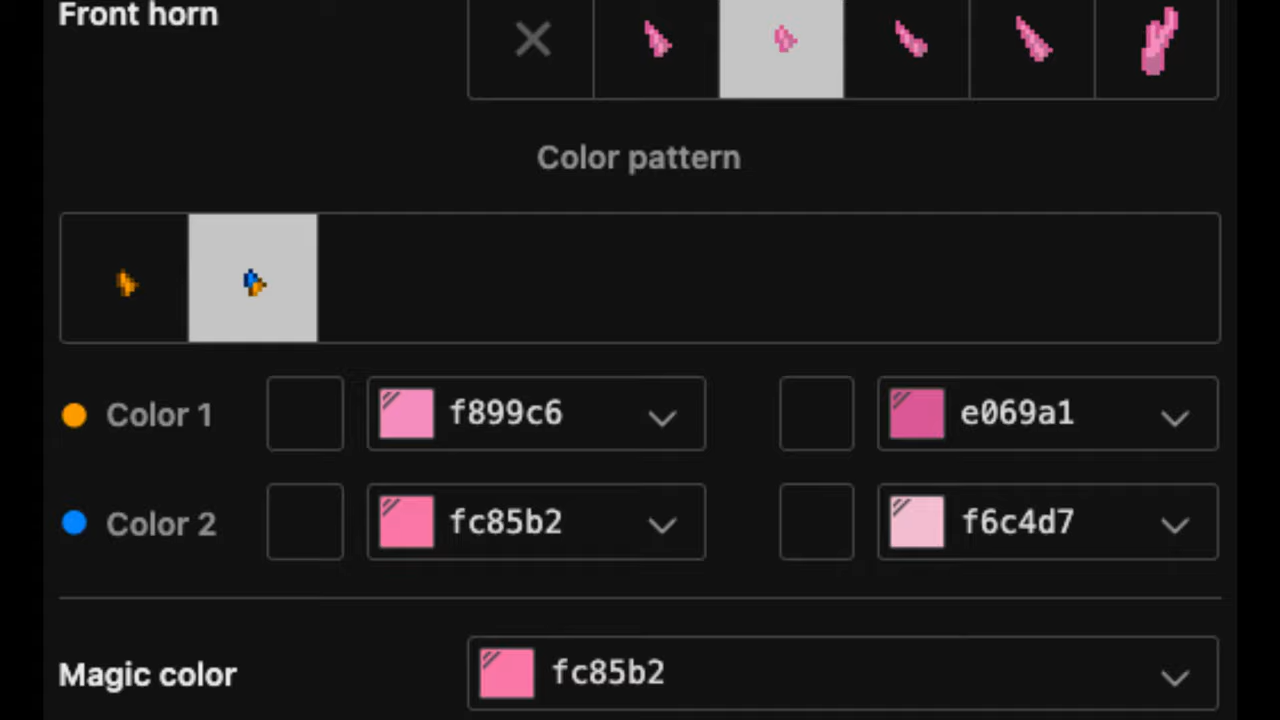 Front horn
Color pattern
Color 1 f899c6 e069a1
Color 2 fc85b2 f6c4d7
Magic color fc85b2